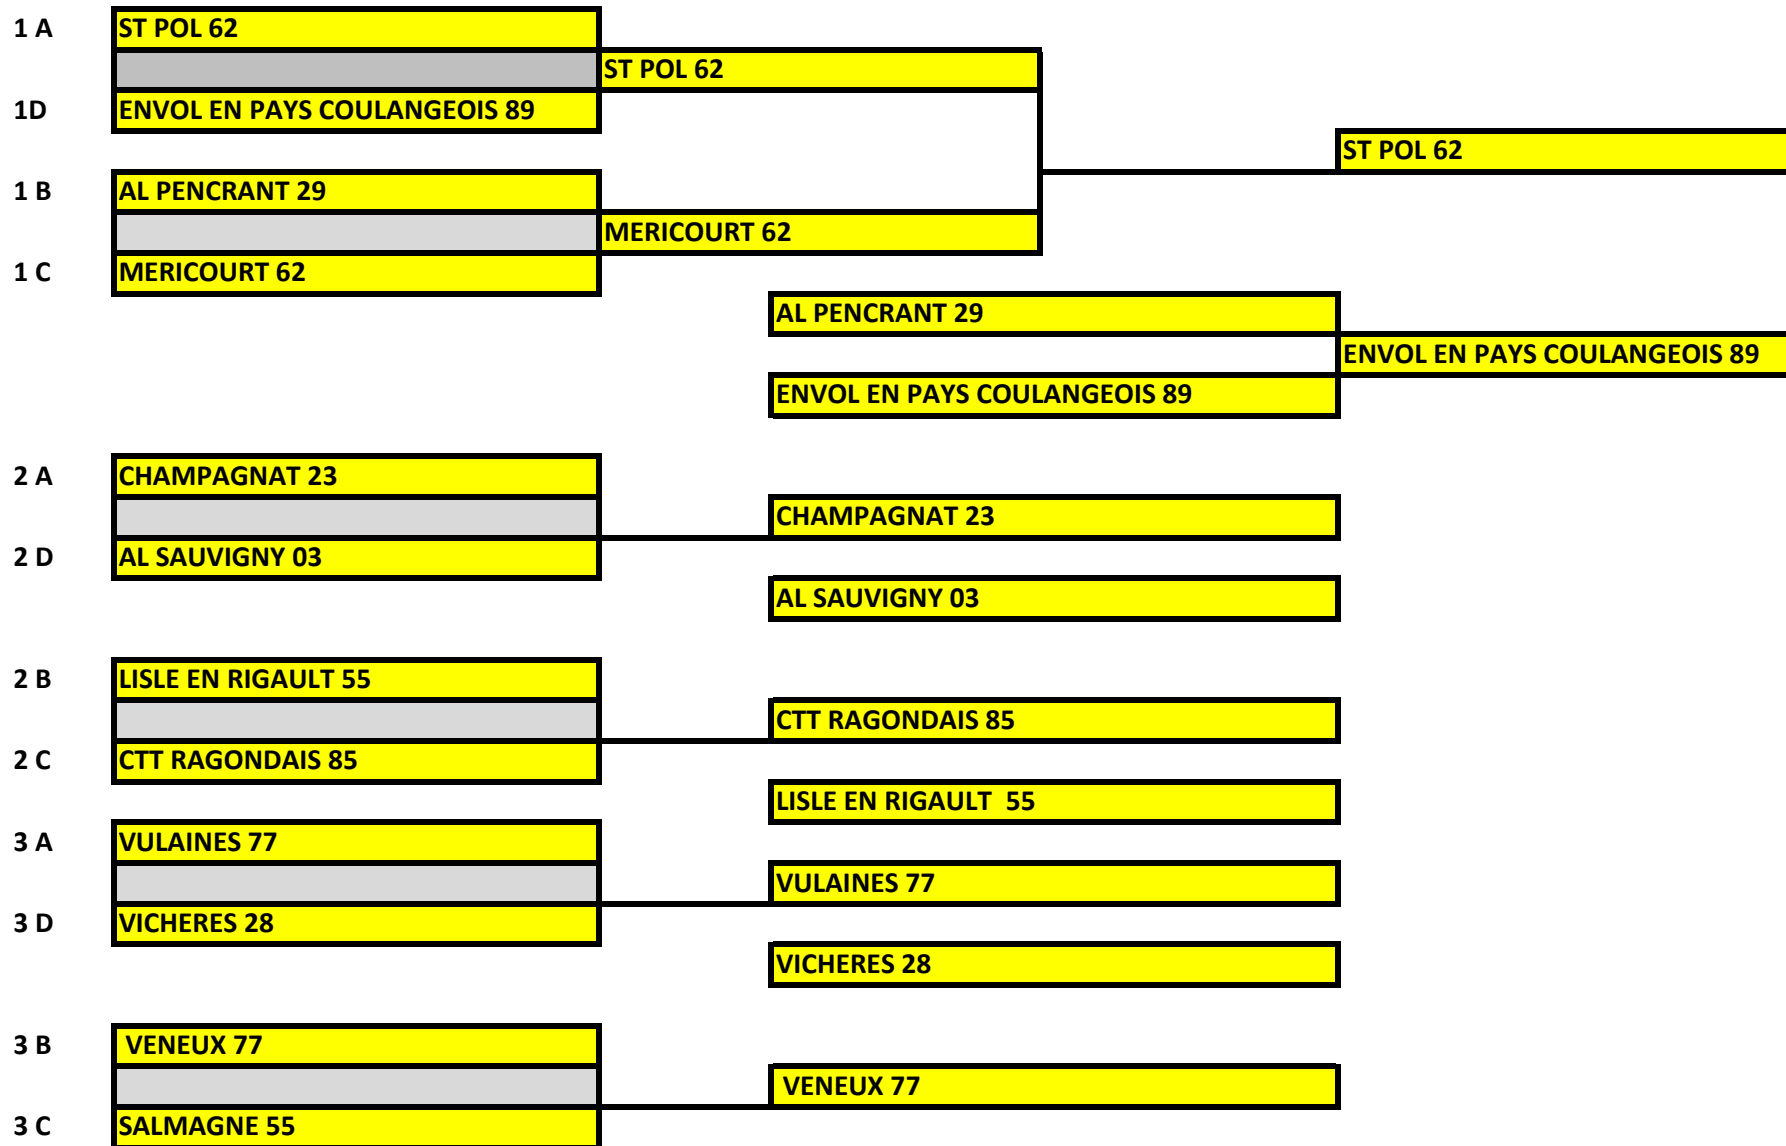 1 A ST POL 62
ST POL 62
1D ENVOL EN PAYS COULANGEOIS 89
ST POL 62
1 B AL PENCRANT 29
MERICOURT 62
1 C MERICOURT 62
AL PENCRANT 29
ENVOL EN PAYS COULANGEOIS 89
ENVOL EN PAYS COULANGEOIS 89
2 A CHAMPAGNAT 23
CHAMPAGNAT 23
2 D AL SAUVIGNY 03
AL SAUVIGNY 03
2 B LISLE EN RIGAULT 55
CTT RAGONDAIS 85
2 C CTT RAGONDAIS 85
LISLE EN RIGAULT 55
3 A VULAINES 77
VULAINES 77
3 D VICHERES 28
VICHERES 28
3 B VENEUX 77
VENEUX 77
3 C SALMAGNE 55